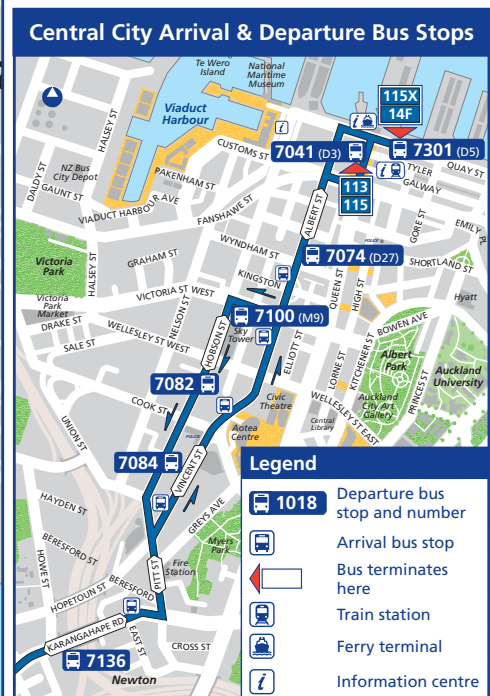 Central City Arrival & Departure Bus Stops
Te Wero
Island
National
Maritime
Museum
115X
14F
Viaduct
Harbour
HALSEY ST
7041 (D3)
7301 (D5)
CUSTOMS ST
TYLER
QUAY ST
GALWAY
113
115
NZ Bus
City Depot
DALDY ST
GAUNT ST
PAKENHAM ST
VIADUCT HARBOUR AVE
FANSHAWE ST
ALBERT ST
GORE ST
EMILY PL
WYNDHAM ST
7074 (D27)
POLICE
SHORTLAND ST
Victoria
Park
HALSEY ST
GRAHAM ST
KINGSTON
QUEEN ST
HIGH ST
Hyatt
Victoria
Park
Market
VICTORIA ST WEST
NELSON ST
7100 (M9)
DRAKE ST
WELLESLEY ST WEST
HOBSON ST
Sky
Tower
BOWEN AVE
SALE ST
ELLIOTT ST
LORNE ST
KITCHENER ST
Albert
Park
PRINCES ST
Auckland
University
7082
COOK ST
Civic
Theatre
Auckland
City Art
Gallery
WELLESLEY ST EAST
UNION ST
POLICE
Aotea
Centre
Central
Library
7084
VINCENT ST
HAYDEN ST
GREYS AVE
Myers
Park
BERESFORD ST
HOWE ST
PITT ST
Fire
Station
HOPETOUN ST
BERESFORD
KARANGAHAPE RD
EAST ST
CROSS ST
7136
Newton
Legend
1018
Departure bus
stop and number
Arrival bus stop
Bus terminates
here
Train station
Ferry terminal
i
Information centre